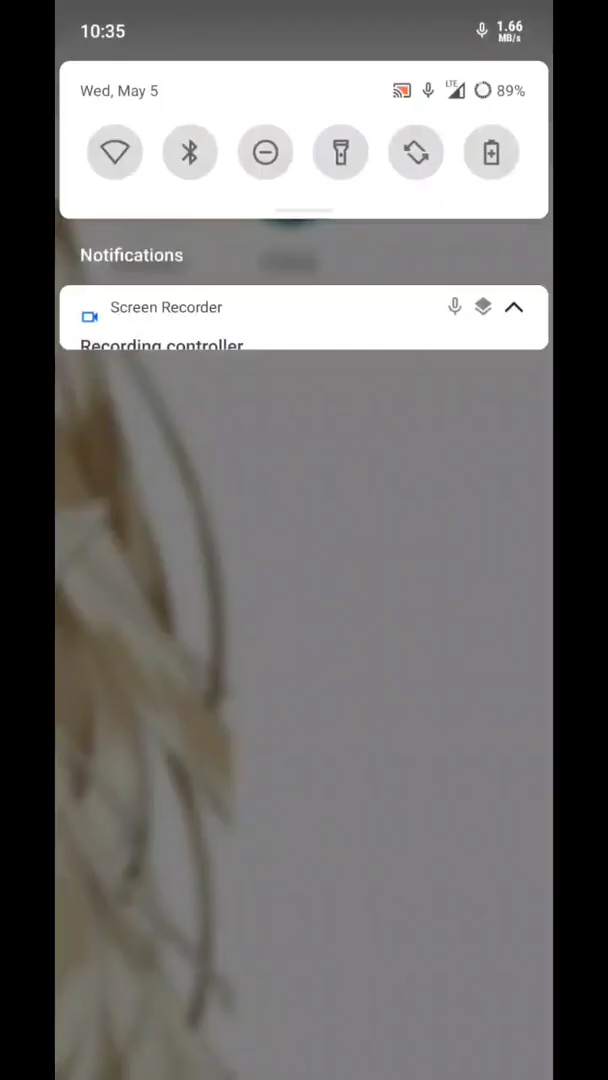 10:35
1.66
MB/s
Wed, May 5
LTE
89%
Notifications
Screen Recorder
Recording controller